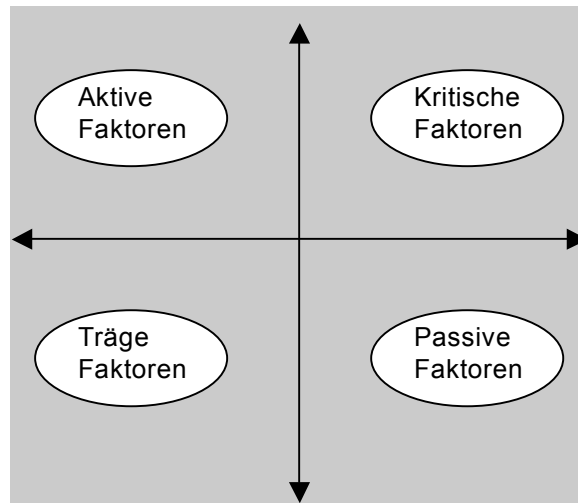 Aktive
Faktoren
Kritische
Faktoren
Träge
Faktoren
Passive
Faktoren